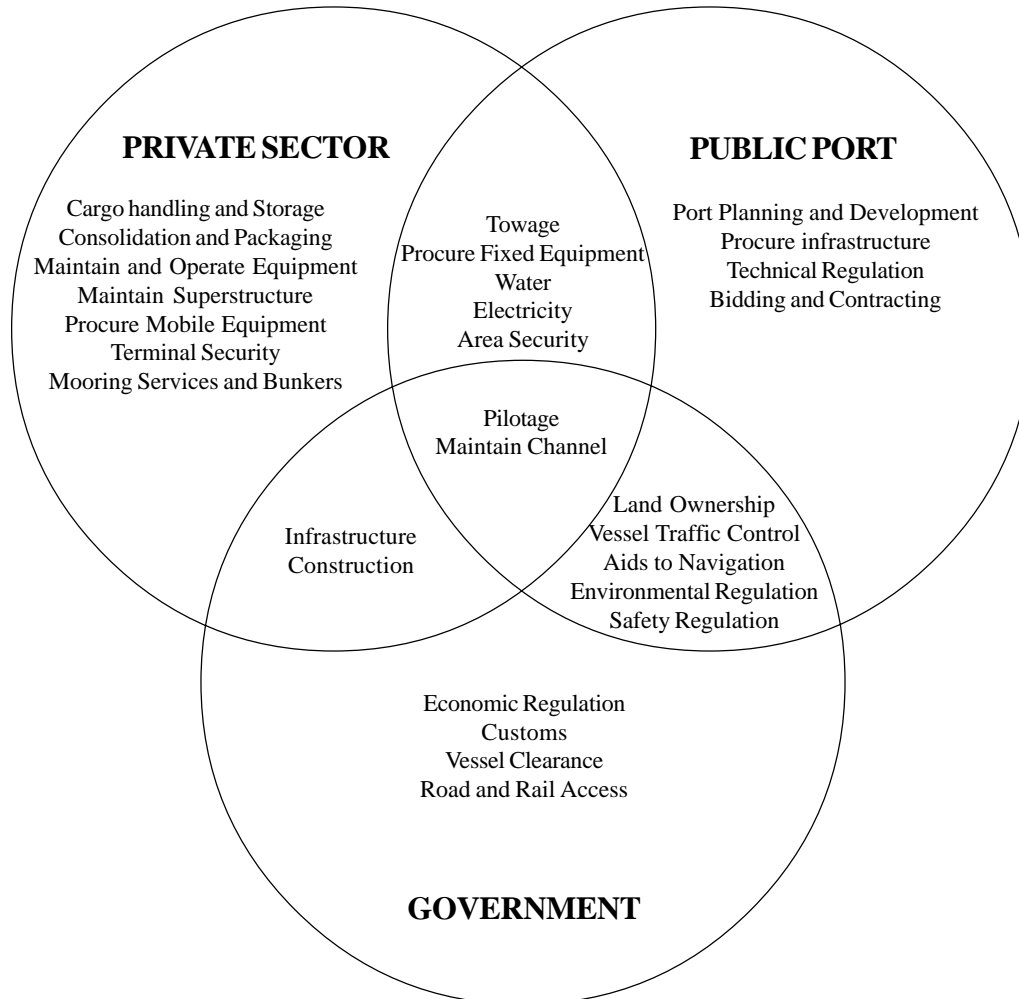 PRIVATE SECTOR
Cargo handling and Storage
Consolidation and Packaging
Maintain and Operate Equipment
Maintain Superstructure
Procure Mobile Equipment
Terminal Security
Mooring Services and Bunkers
Towage
Procure Fixed Equipment
Water
Electricity
Area Security
PUBLIC PORT
Port Planning and Development
Procure infrastructure
Technical Regulation
Bidding and Contracting
Pilotage
Maintain Channel
Infrastructure
Construction
Land Ownership
Vessel Traffic Control
Aids to Navigation
Environmental Regulation
Safety Regulation
Economic Regulation
Customs
Vessel Clearance
Road and Rail Access
GOVERNMENT